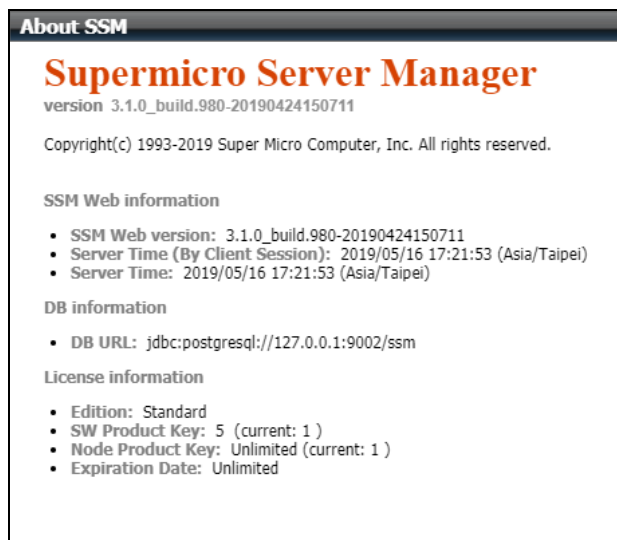 About SSM
Supermicro Server Manager
version 3.1.0_build.980-20190424150711
Copyright(c) 1993-2019 Super Micro Computer, Inc. All rights reserved.
SSM Web information
• SSM Web version: 3.1.0_build.980-20190424150711
• Server Time (By Client Session): 2019/05/16 17:21:53 (Asia/Taipei)
• Server Time: 2019/05/16 17:21:53 (Asia/Taipei)
DB information
• DB URL: jdbc:postgresql://127.0.0.1:9002/ssm
License information
• Edition: Standard
• SW Product Key: 5 (current: 1 )
• Node Product Key: Unlimited (current: 1 )
• Expiration Date: Unlimited